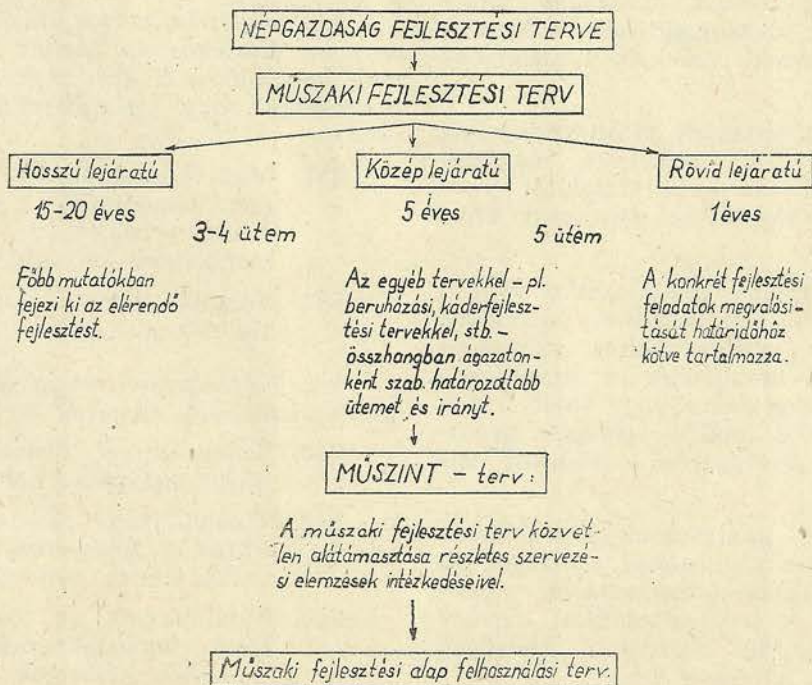 NÉPGAZDASÁG FEJLESZTÉSI TERVE
MŰSZAKI FEJLESZTÉSI TERV
Hosszú lejáratú
15-20 éves
3-4 ütem
Közép lejáratú
5 éves
5 ütem
Rövid lejáratú
1 éves
Főbb mutatókban
fejezi ki az elérendő
fejlesztést.
Az egyéb tervekkel – pl.
beruházási, káderfejlesz-
tési tervekkel, stb. –
összhangban ágazaton-
ként szab. határozottabb
ütemet és irányt.
A konkrét fejlesztési
feladatok megvalósi-
tását határidőhöz
kötve tartalmazza.
MŰSZINT – terv:
A műszaki fejlesztési terv közvet-
len alátámasztása részletes szervezé-
si elemzések intézkedéseivel.
Műszaki fejlesztési alap felhasználási terv.